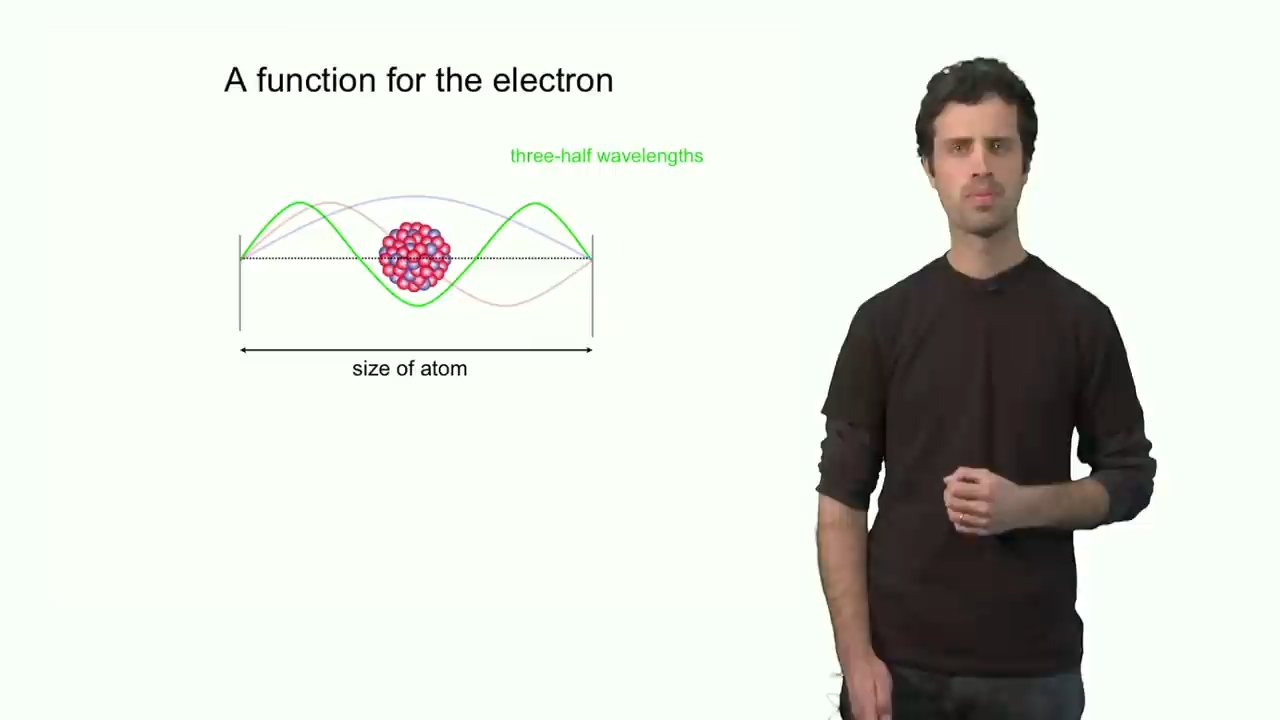 A function for the electron
three-half wavelengths
size of atom